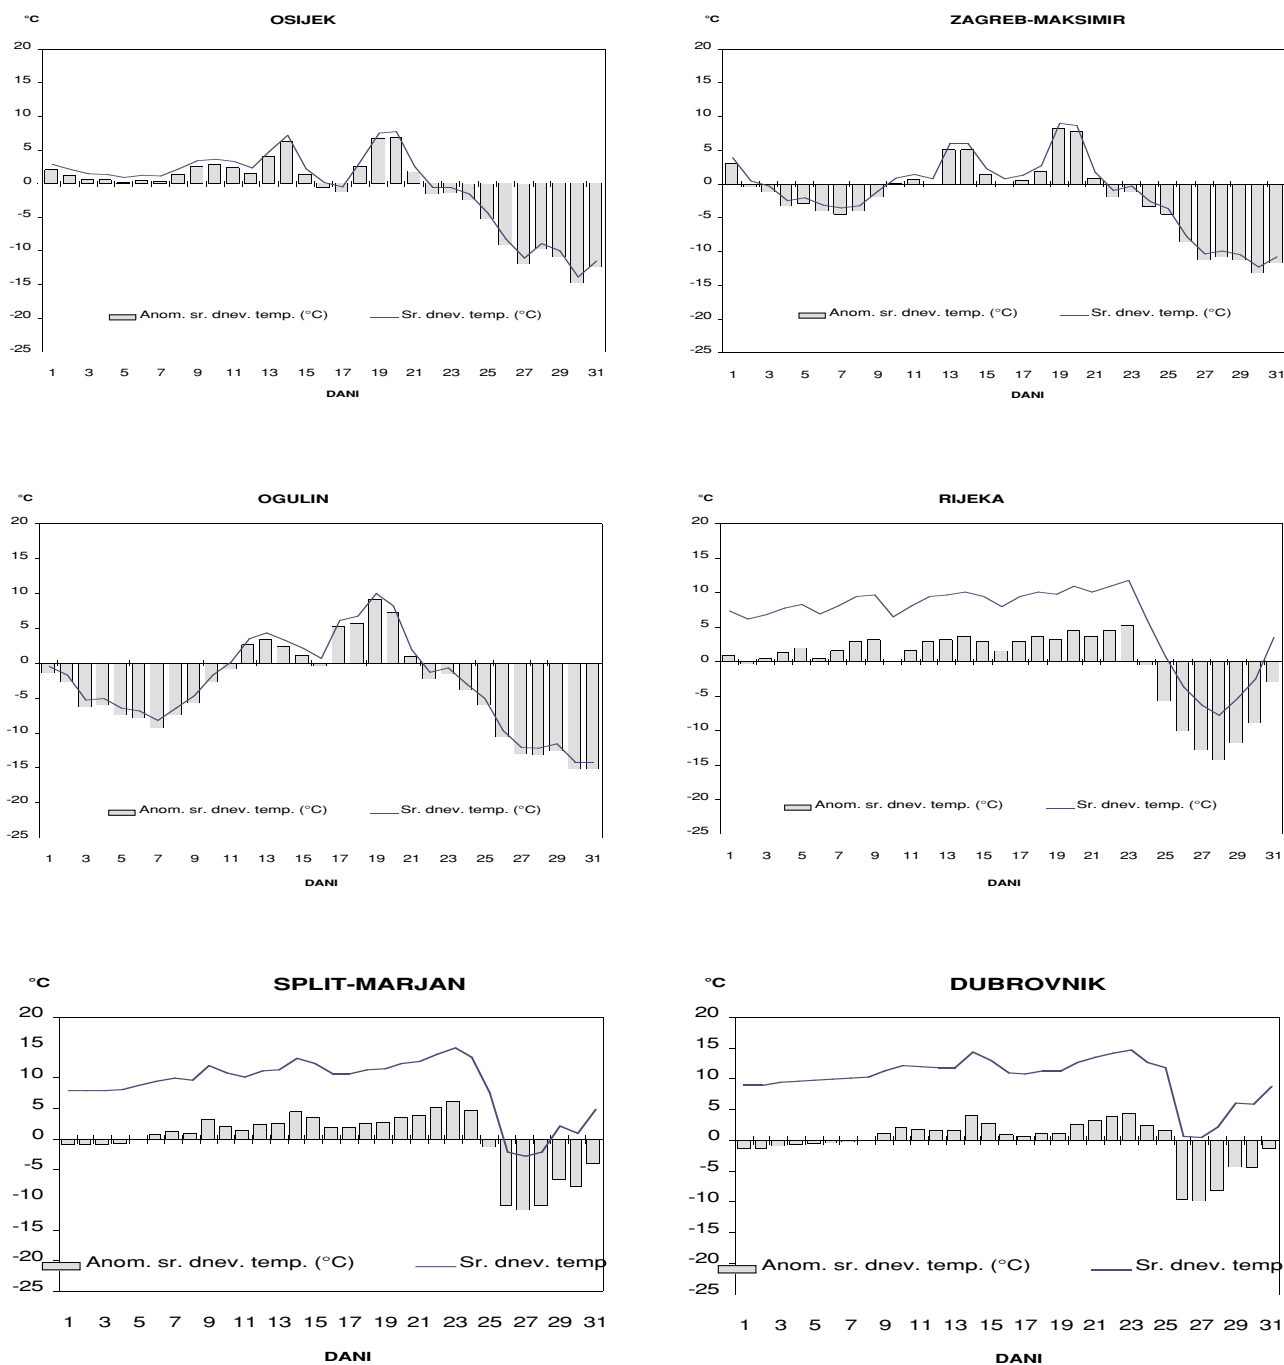 °C OSIJEK
20
15
10
5
0
-5
-10
-15
-20
-25
Anom. sr. dnev. temp. (°C) Sr. dnev. temp. (°C)
1 3 5 7 9 11 13 15 17 19 21 23 25 27 29 31
DANI
°C ZAGREB-MAKSIMIR
20
15
10
5
0
-5
-10
-15
-20
-25
Anom. sr. dnev. temp. (°C) Sr. dnev. temp. (°C)
1 3 5 7 9 11 13 15 17 19 21 23 25 27 29 31
DANI
°C OGULIN
20
15
10
5
0
-5
-10
-15
-20
-25
Anom. sr. dnev. temp. (°C) Sr. dnev. temp. (°C)
1 3 5 7 9 11 13 15 17 19 21 23 25 27 29 31
DANI
°C RIJEKA
20
15
10
5
0
-5
-10
-15
-20
-25
Anom. sr. dnev. temp. (°C) Sr. dnev. temp. (°C)
1 3 5 7 9 11 13 15 17 19 21 23 25 27 29 31
DANI
°C SPLIT-MARJAN
20
15
10
5
0
-5
-10
-15
-20
-25
Anom. sr. dnev. temp. (°C) Sr. dnev. temp
1 3 5 7 9 11 13 15 17 19 21 23 25 27 29 31
DANI
°C DUBROVNIK
20
15
10
5
0
-5
-10
-15
-20
-25
Anom. sr. dnev. temp. (°C) Sr. dnev. temp
1 3 5 7 9 11 13 15 17 19 21 23 25 27 29 31
DANI